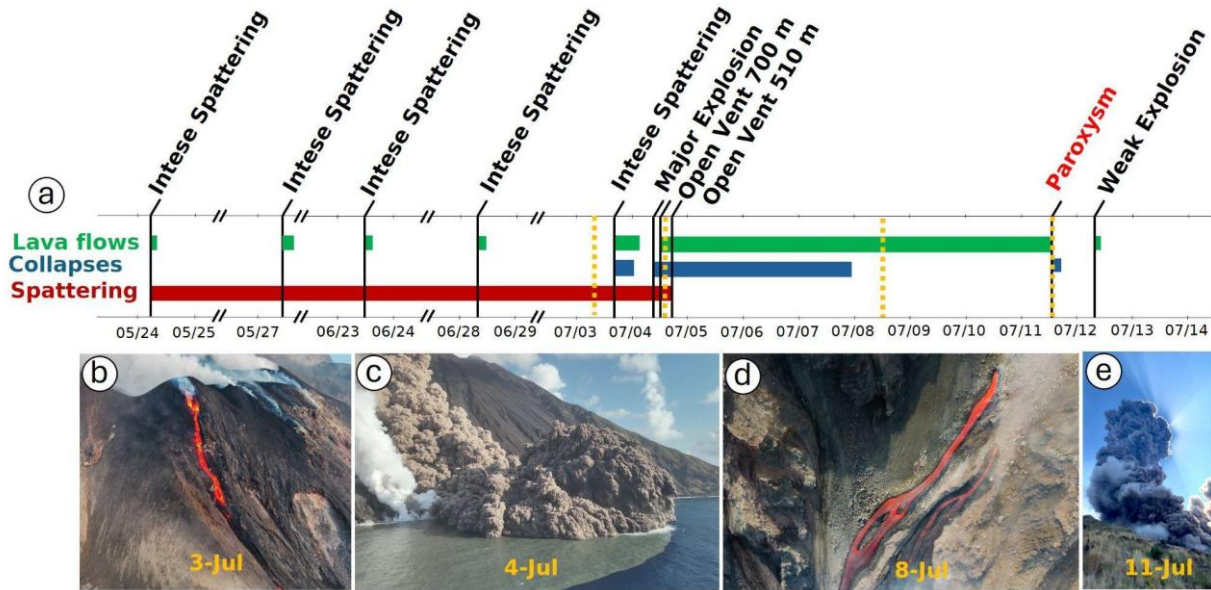 Intese Spattering
Intese Spattering
Intese Spattering
Intese Spattering
Intese Spattering
Major Explosion
Open Vent 700 m
Open Vent 510 m
Paroxysm
Weak Explosion
a
Lava flows
Collapses
Spattering
05/24 05/25 05/27 06/23 06/24 06/28 06/29 07/03 07/04 07/05 07/06 07/07 07/08 07/09 07/10 07/11 07/12 07/13 07/14
b
3-Jul
c
4-Jul
d
8-Jul
e
11-Jul